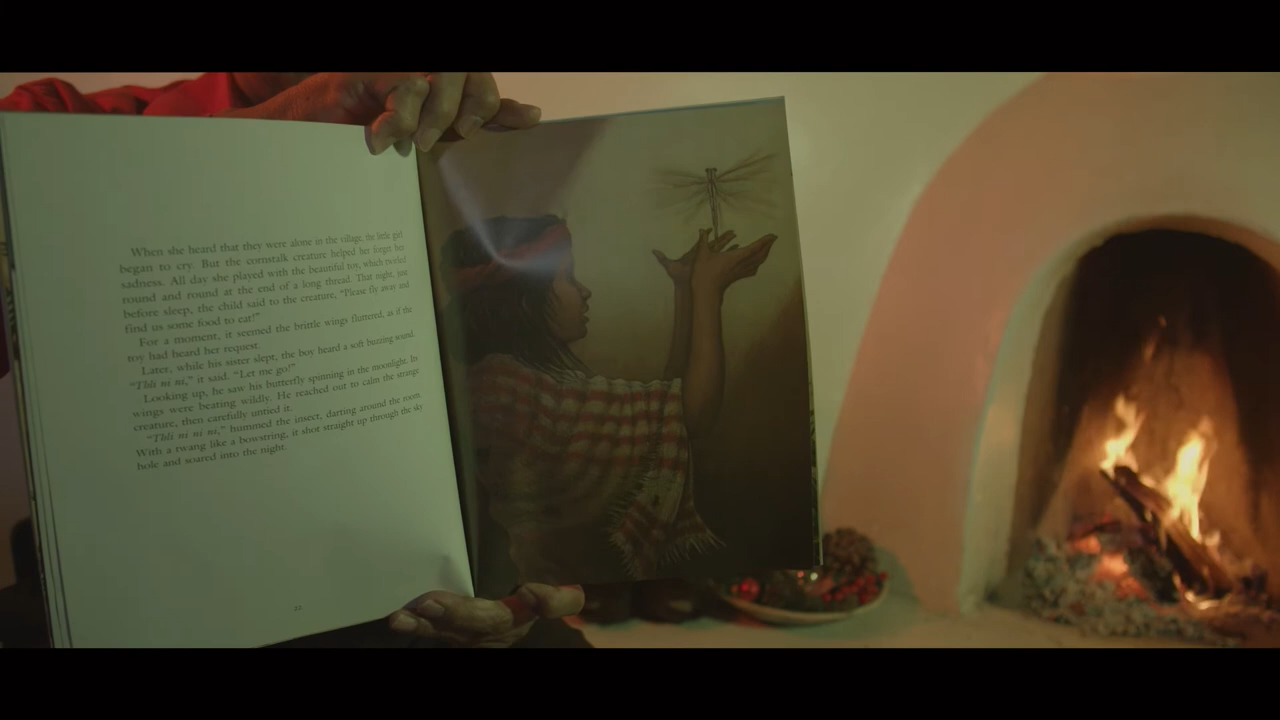 When she heard that they were alone in the village, the little girl
began to cry. But the cornstalk creature helped her forget her
sadness. All day she played with the beautiful toy, which twirled
round and round at the end of a long thread. That night, just
before sleep, the child said to the creature, “Please fly away and
find us some food to eat!”
For a moment, it seemed the brittle wings fluttered, as if the
toy had heard her request.
Later, while his sister slept, the boy heard a soft buzzing sound.
“Thli ni ni,” it said. “Let me go!”
Looking up, he saw his butterfly spinning in the moonlight. Its
wings were beating wildly. He reached out to calm the strange
creature, then carefully untied it.
“Thli ni ni ni,” hummed the insect, darting around the room.
With a twang like a bowstring, it shot straight up through the sky
hole and soared into the night.
22